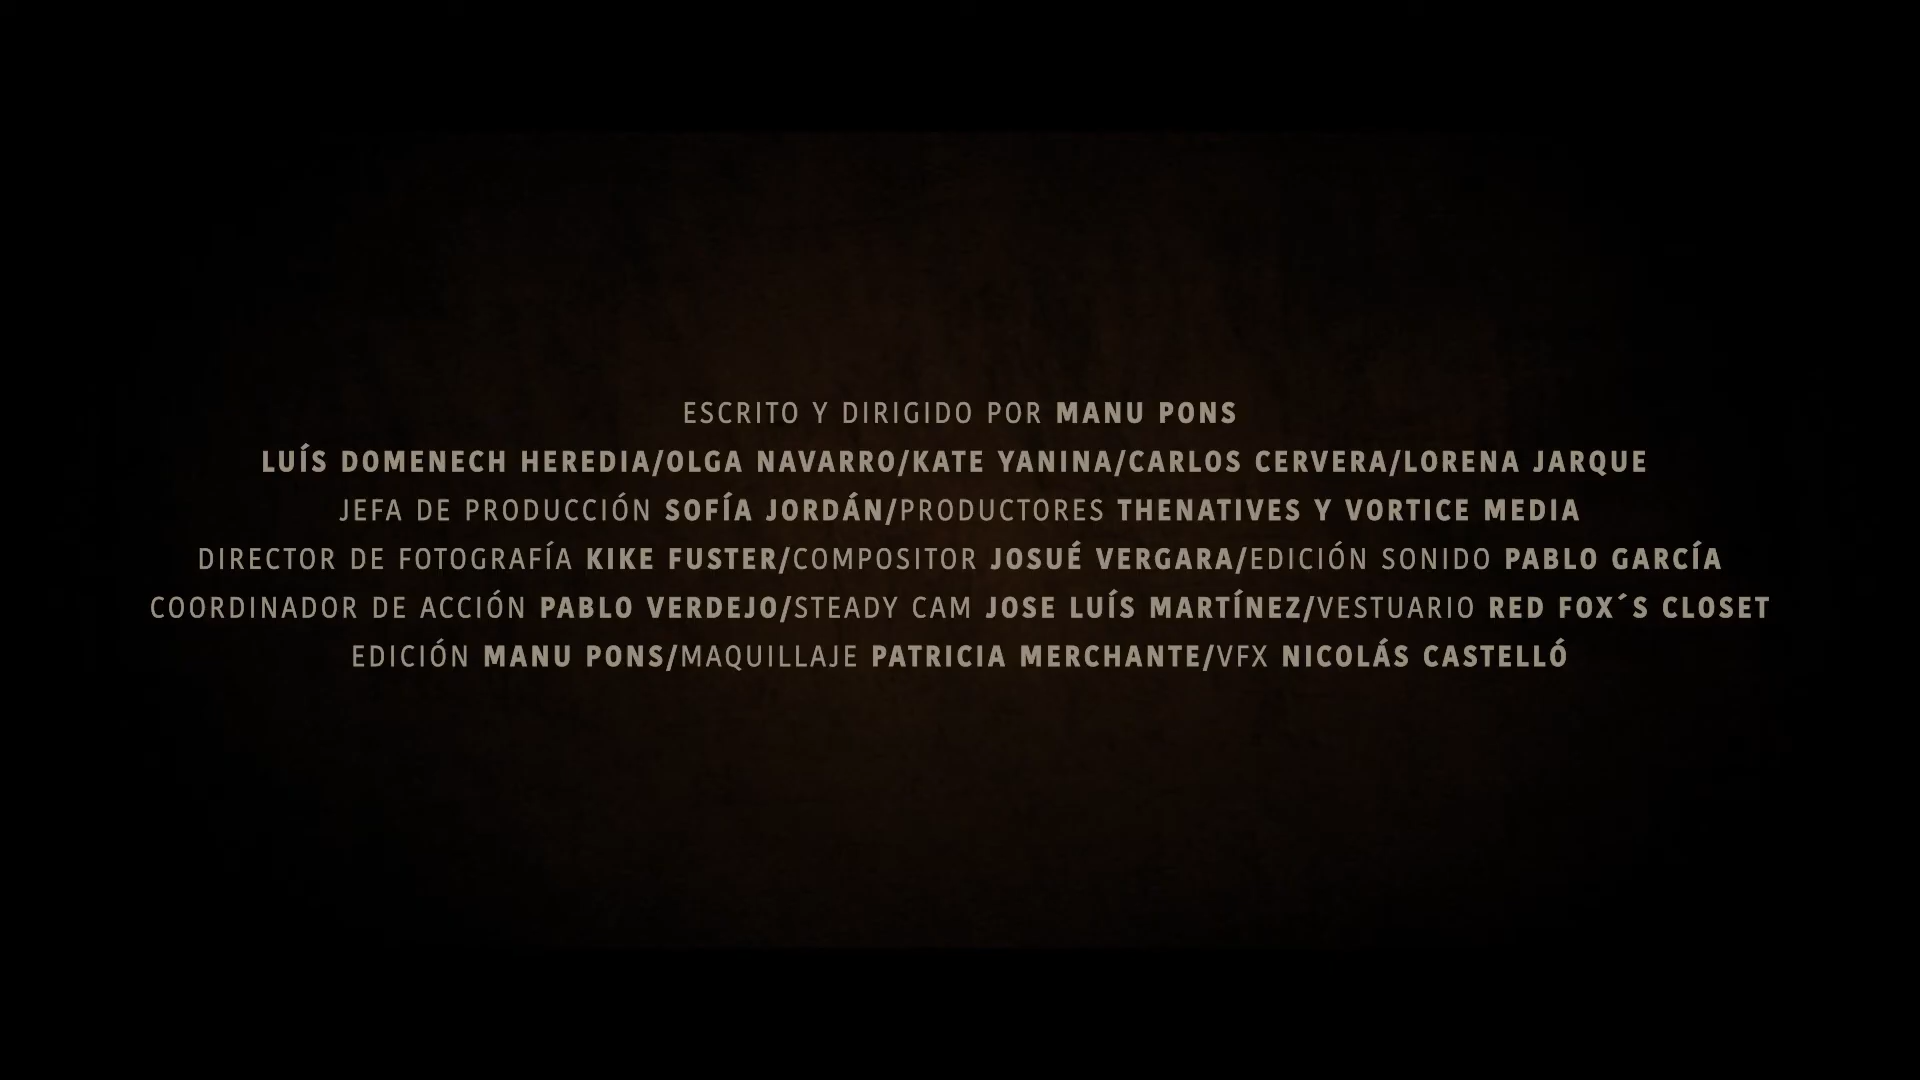 ESCRITO Y DIRIGIDO POR MANU PONS
LUÍS DOMENECH HEREDIA/OLGA NAVARRO/KATE YANINA/CARLOS CERVERA/LORENA JARQUE
JEFA DE PRODUCCIÓN SOFÍA JORDÁN/PRODUCTORES THENATIVES Y VORTICE MEDIA
DIRECTOR DE FOTOGRAFÍA KIKE FUSTER/COMPOSITOR JOSUÉ VERGARA/EDICIÓN SONIDO PABLO GARCÍA
COORDINADOR DE ACCIÓN PABLO VERDEJO/STEADY CAM JOSE LUÍS MARTÍNEZ/VESTUARIO RED FOX´S CLOSET
EDICIÓN MANU PONS/MAQUILLAJE PATRICIA MERCHANTE/VFX NICOLÁS CASTELLÓ